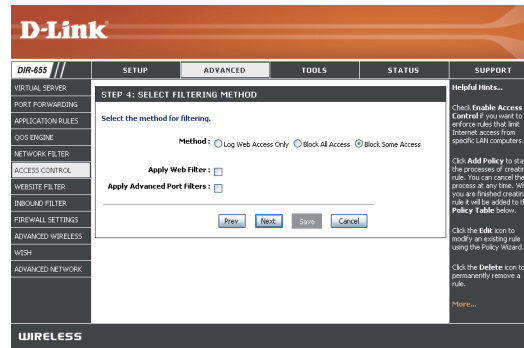 D-Link
DIR-655
SETUP
ADVANCED
TOOLS
STATUS
SUPPORT
VIRTUAL SERVER
PORT FORWARDING
APPLICATION RULES
QOS ENGINE
NETWORK FILTER
ACCESS CONTROL
WEBSITE FILTER
INBOUND FILTER
FIREWALL SETTINGS
ADVANCED WIRELESS
WISH
ADVANCED NETWORK
STEP 4: SELECT FILTERING METHOD
Select the method for filtering.
Method : Log Web Access Only Block All Access Block Some Access
Apply Web Filter :
Apply Advanced Port Filters :
Prev Next Save Cancel
Helpful Hints...
Check Enable Access
Control if you want to
enforce rules that limit
Internet access from
specific LAN computers.
Click Add Policy to sta
the processes of creatin
rule. You can cancel the
process at any time. Wh
you are finished creatin
rule it will be added to th
Policy Table below.
Click the Edit icon to
modify an existing rule
using the Policy Wizard.
Click the Delete icon to
permanently remove a
rule.
More...
WIRELESS